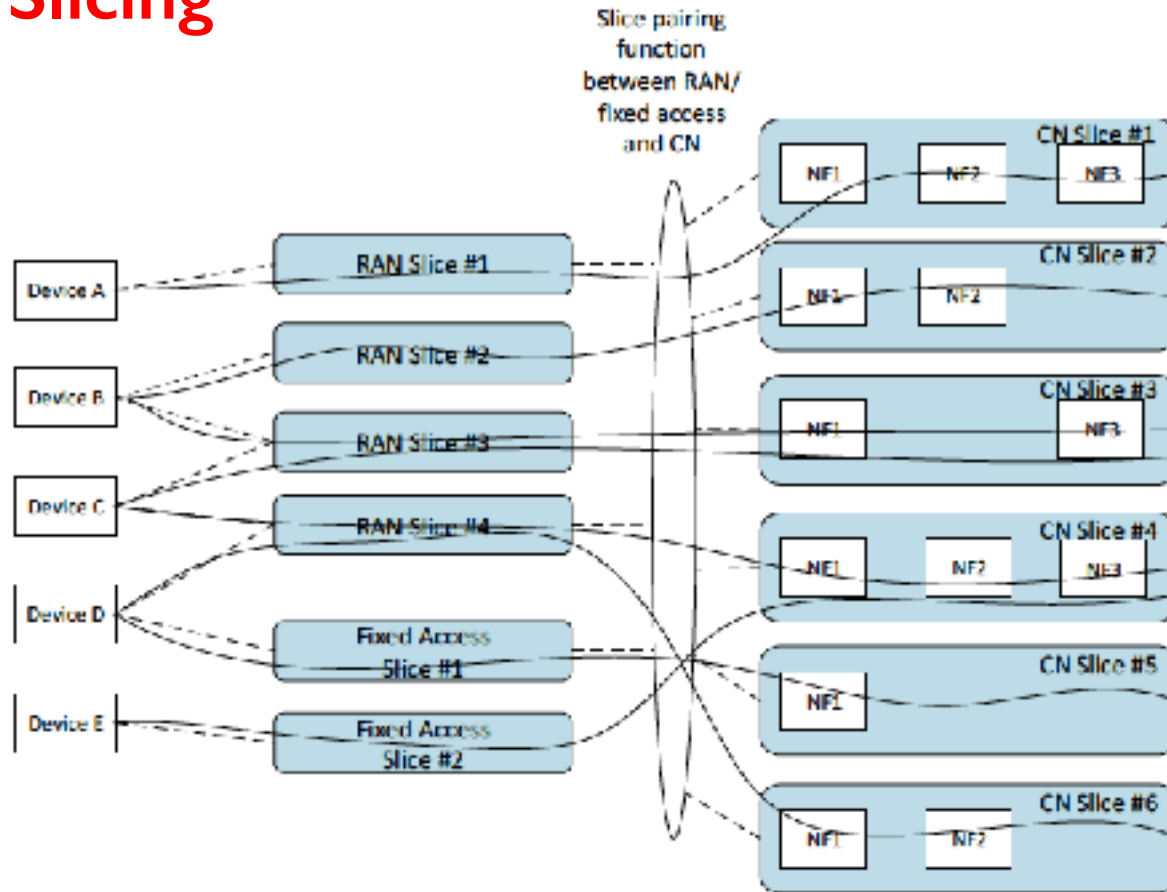 Slicing
Slice pairing
function
between RAN/
fixed access
and CN
CN Slice #1
NF1
NF2
NF3
RAN Slice #1
CN Slice #2
Device A
NF1
NF2
RAN Slice #2
Device B
CN Slice #3
NF1
NF3
RAN Slice #3
Device C
RAN Slice #4
CN Slice #4
NF1
NF2
NF3
Device D
Fixed Access
Slice #1
CN Slice #5
NF1
Device E
Fixed Access
Slice #2
CN Slice #6
NF1
NF2